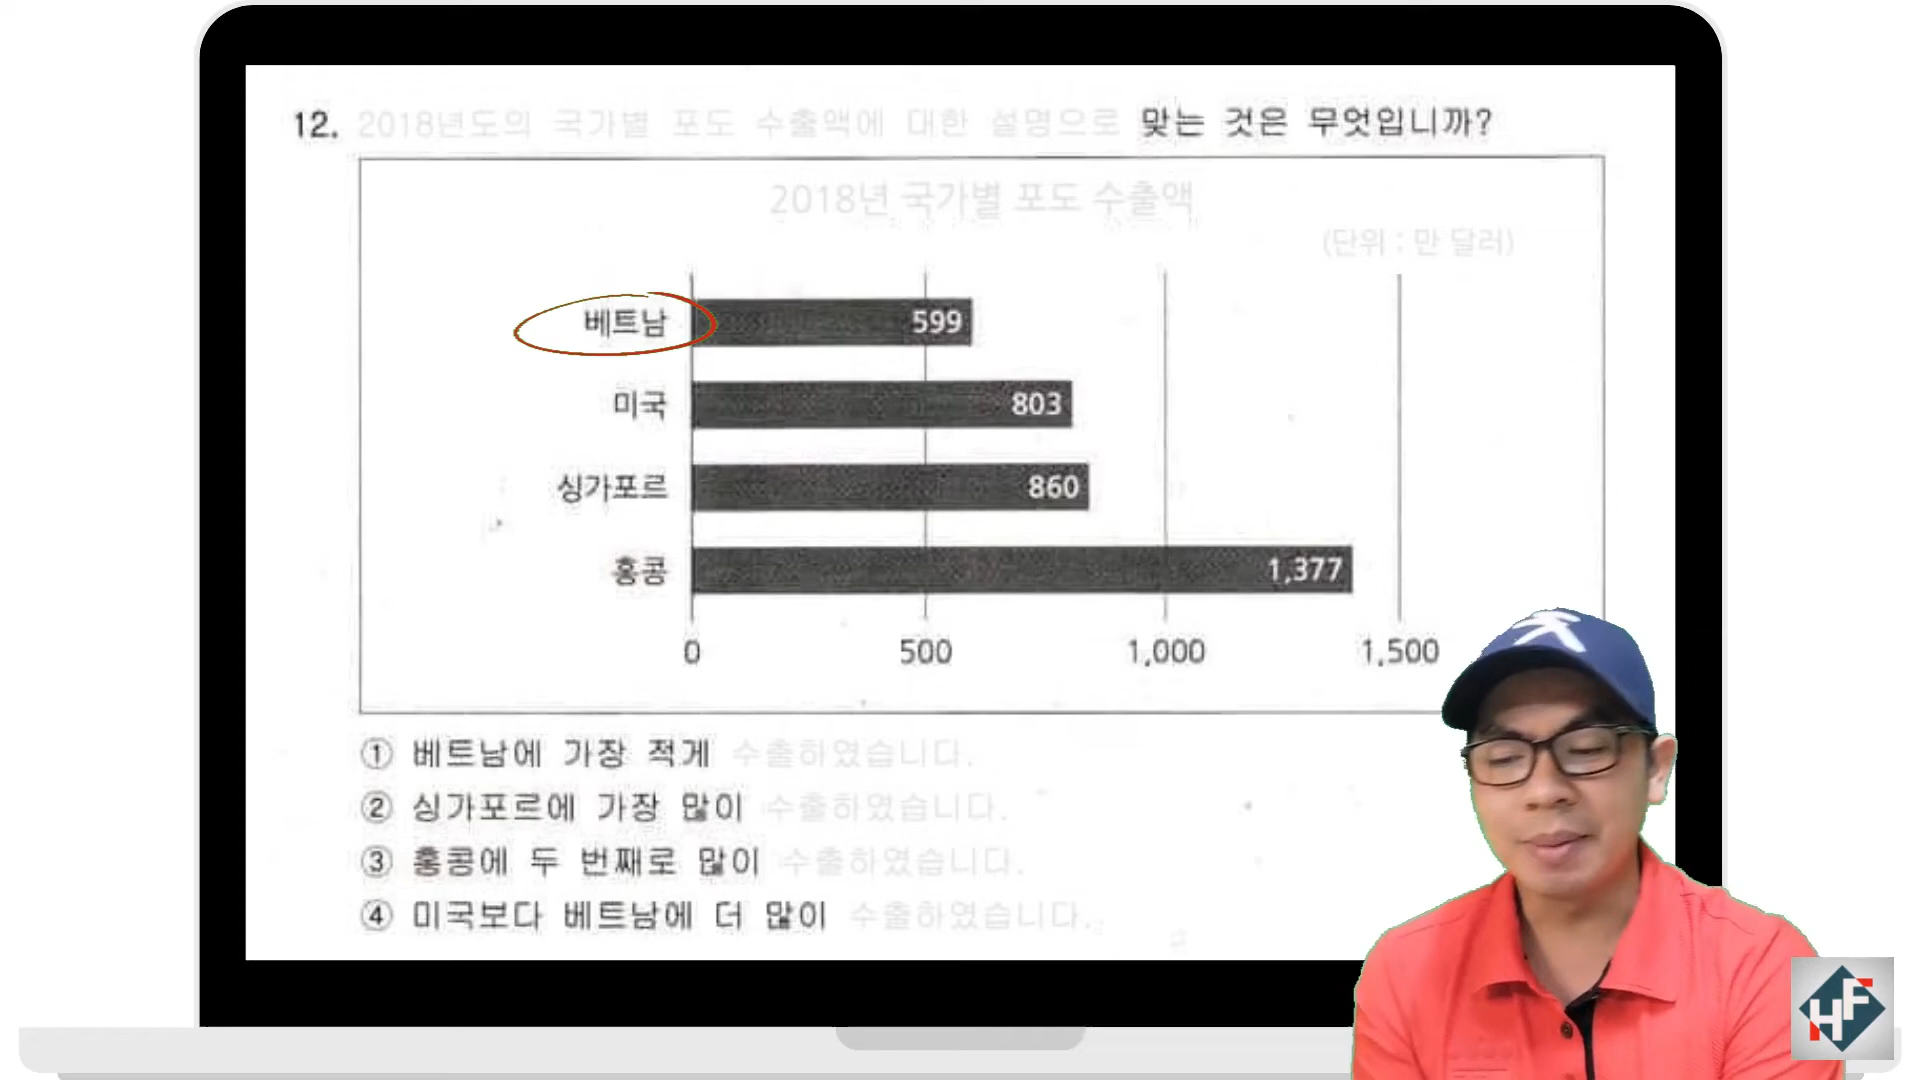 12. 2018년도의 국가별 포도 수출액에 대한 설명으로 맞는 것은 무엇입니까?
2018년 국가별 포도 수출액
(단위 : 만 달러)
베트남 599
미국 803
싱가포르 860
홍콩 1,377
0 500 1,000 1,500
① 베트남에 가장 적게 수출하였습니다.
② 싱가포르에 가장 많이 수출하였습니다.
③ 홍콩에 두 번째로 많이 수출하였습니다.
④ 미국보다 베트남에 더 많이 수출하였습니다.
HF